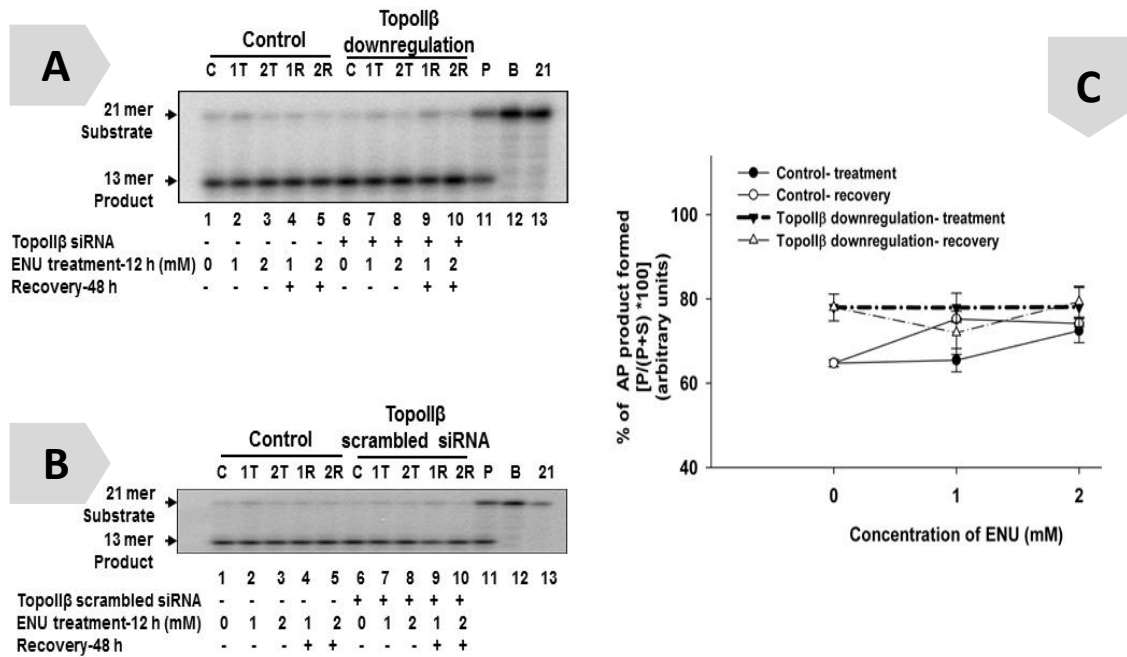 A
TopoIIβ
Control downregulation
C 1T 2T 1R 2R C 1T 2T 1R 2R P B 21
21 mer
Substrate
13 mer
Product
1 2 3 4 5 6 7 8 9 10 11 12 13
TopoIIβ siRNA - - - - - + + + + +
ENU treatment-12 h (mM) 0 1 2 1 2 0 1 2 1 2
Recovery-48 h - - - + + - - - + +
B
TopoIIβ
Control scrambled siRNA
C 1T 2T 1R 2R C 1T 2T 1R 2R P B 21
21 mer
Substrate
13 mer
Product
1 2 3 4 5 6 7 8 9 10 11 12 13
TopoIIβ scrambled siRNA - - - - - + + + + +
ENU treatment-12 h (mM) 0 1 2 1 2 0 1 2 1 2
Recovery-48 h - - - + + - - - + +
C
Control- treatment
Control- recovery
TopoIIβ downregulation- treatment
TopoIIβ downregulation- recovery
% of AP product formed
[P/(P+S) *100]
(arbitrary units)
100
80
60
40
0 1 2
Concentration of ENU (mM)